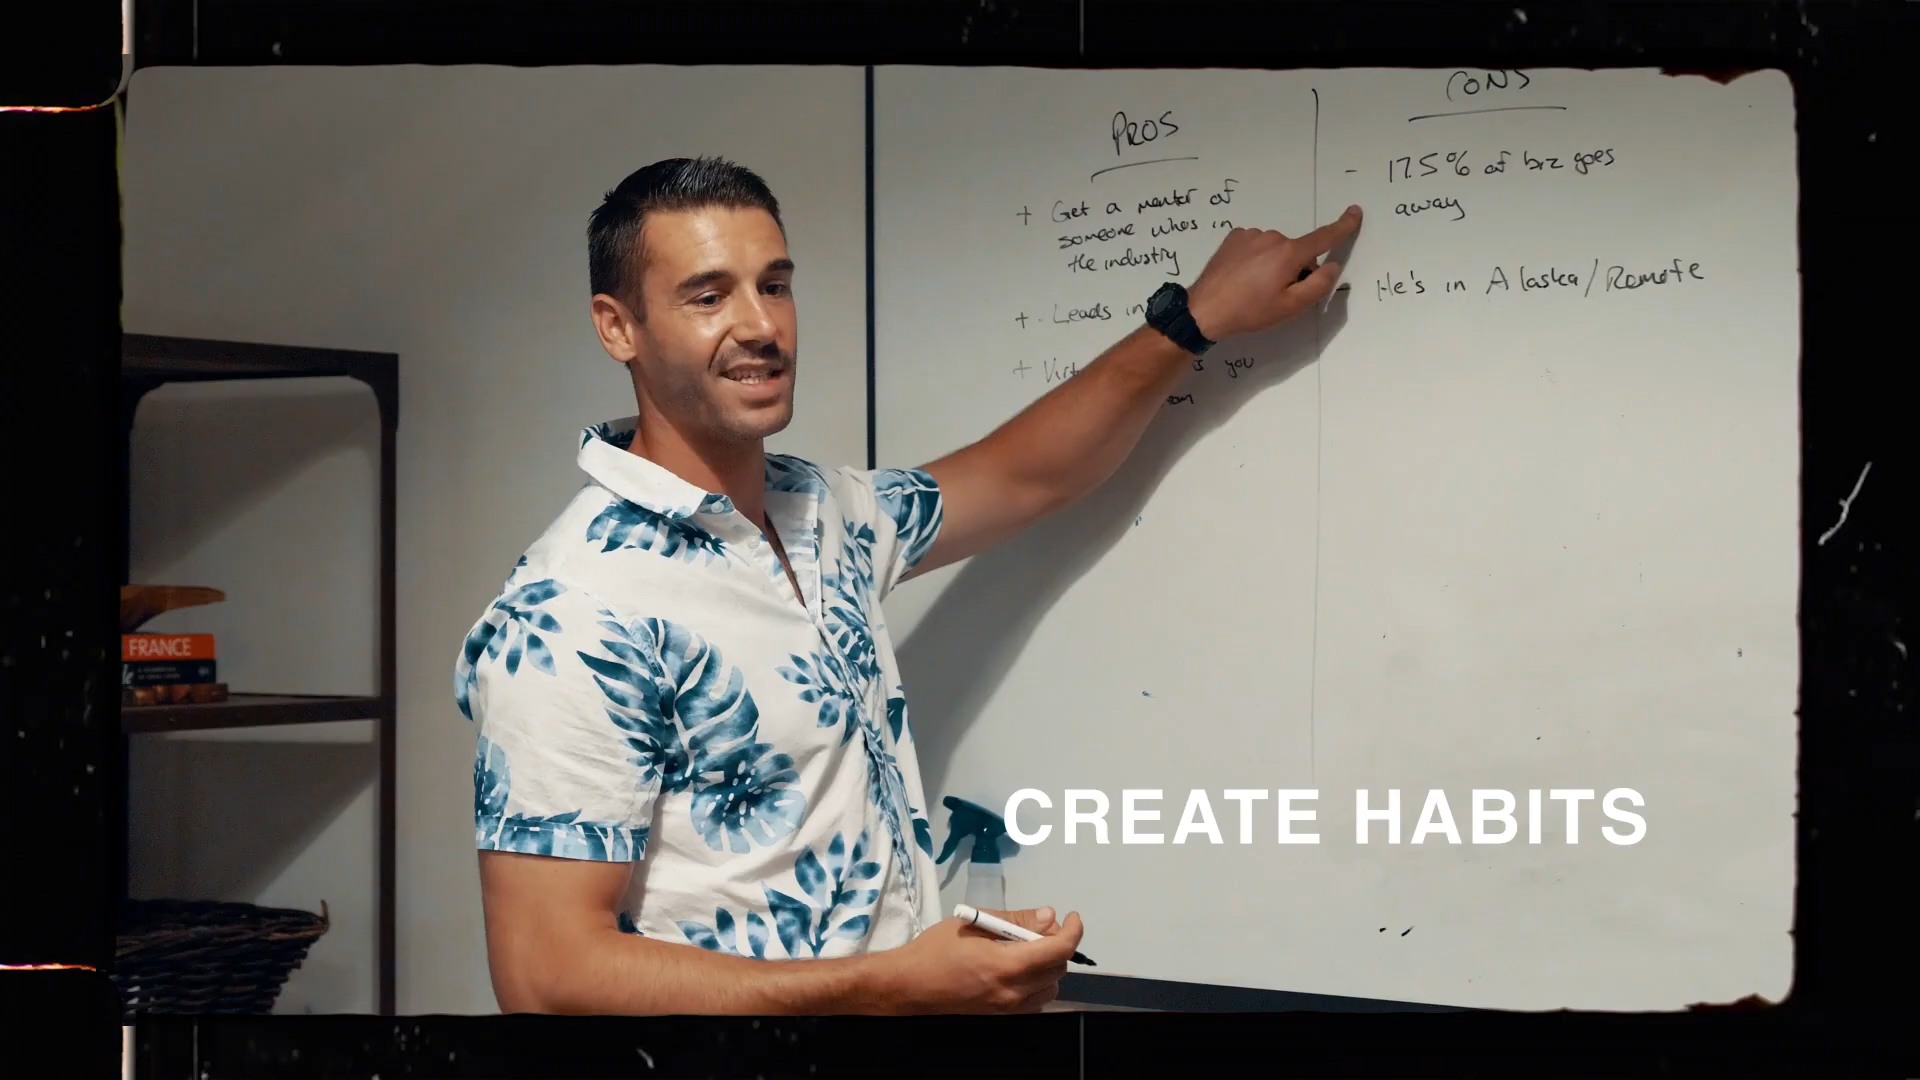 PROS
+ Get a mentor of
someone whos in
the industry
+ Leads in
+ is you
CONS
- 17.5% of biz goes
away
- He's in Alaska/Remote
FRANCE
CREATE HABITS